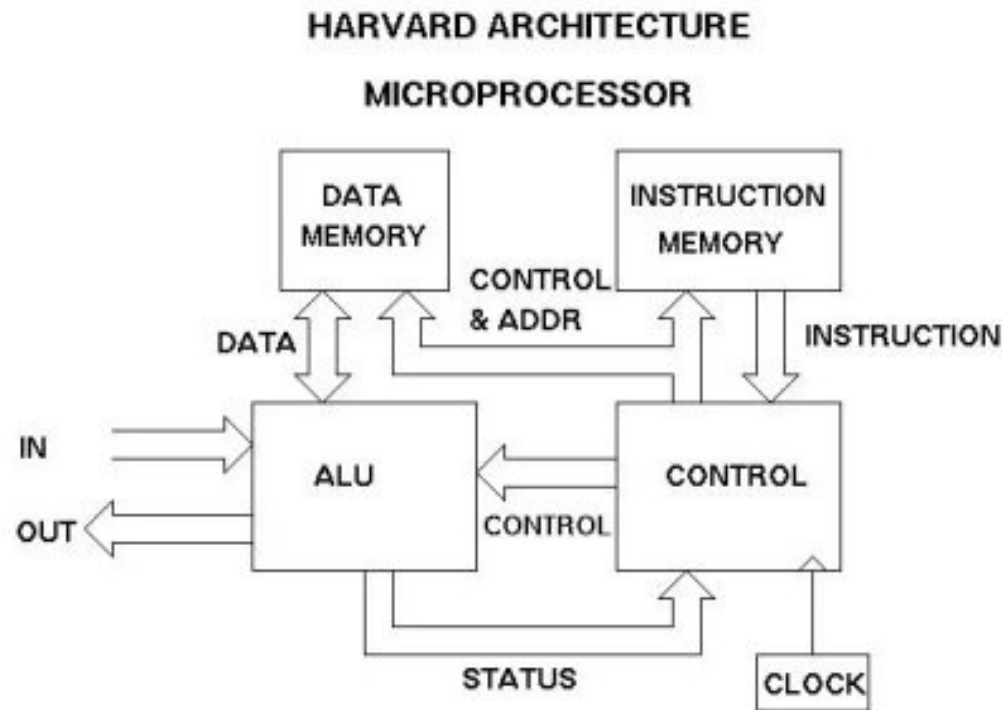 HARVARD ARCHITECTURE
MICROPROCESSOR
DATA
MEMORY
INSTRUCTION
MEMORY
CONTROL
& ADDR
DATA
INSTRUCTION
IN
ALU
CONTROL
OUT
CONTROL
STATUS
CLOCK